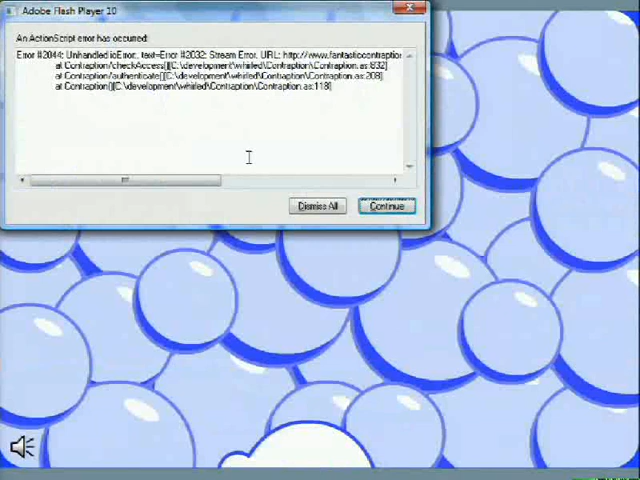 Adobe Flash Player 10
An ActionScript error has occurred:
Error #2044: Unhandled ioError:. text=Error #2032: Stream Error. URL: http://www.fantasticcontraption
at Contraption/checkAccess()[C:\development\whirled\Contraption\Contraption.as:832]
at Contraption/authenticate()[C:\development\whirled\Contraption\Contraption.as:208]
at Contraption()[C:\development\whirled\Contraption\Contraption.as:118]
Dismiss All Continue